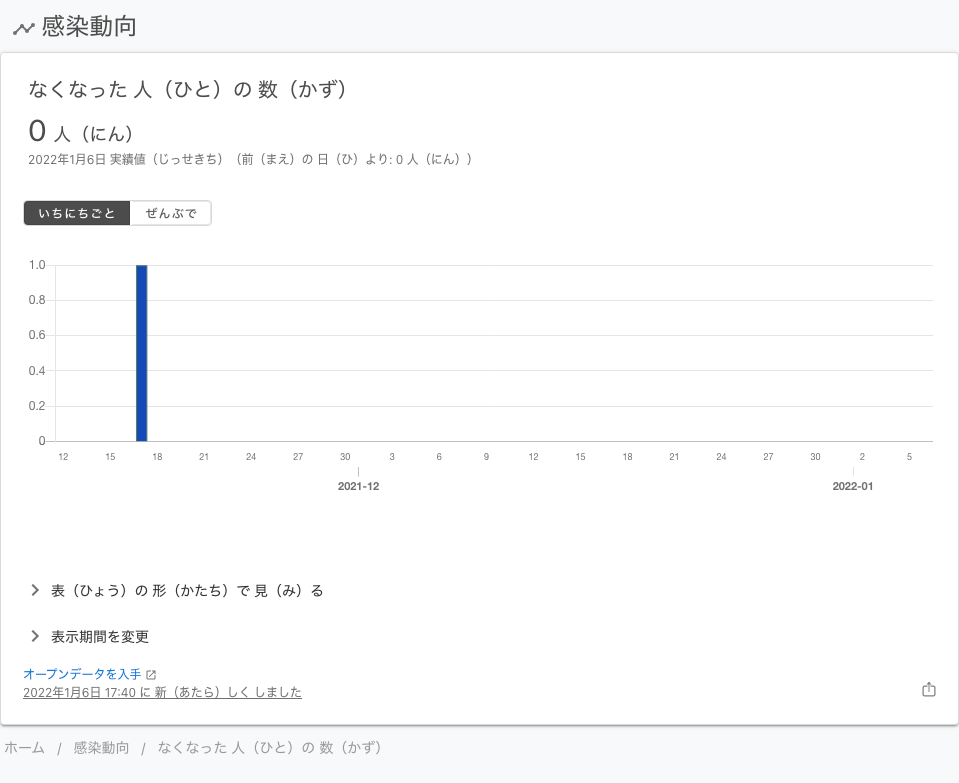 感染動向
なくなった 人（ひと）の 数（かず）
0 人（にん）
2022年1月6日 実績値（じっせきち）（前（まえ）の 日（ひ）より: 0 人（にん））
いちにちごと ぜんぶで
1.0
0.8
0.6
0.4
0.2
0
12 15 18 21 24 27 30 3 6 9 12 15 18 21 24 27 30 2 5
2021-12 2022-01
表（ひょう）の 形（かたち）で 見（み）る
表示期間を変更
オープンデータを入手
2022年1月6日 17:40 に 新（あたら）しく しました
ホーム / 感染動向 / なくなった 人（ひと）の 数（かず）